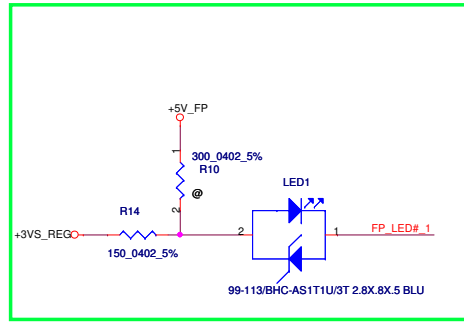 +5V_FP
1
300_0402_5%
R10
@
2
LED1
R14
+3VS_REG
2
1
FP_LED#_1
150_0402_5%
99-113/BHC-AS1T1U/3T 2.8X.8X.5 BLU